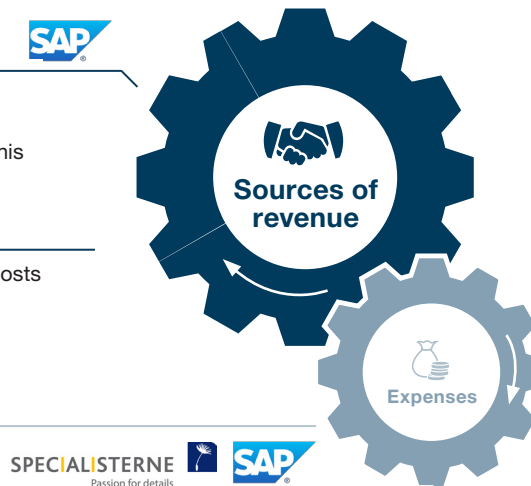 SAP
®
his
Sources of
revenue
osts
Expenses
SPECIALISTERNE
Passion for details
SAP
®